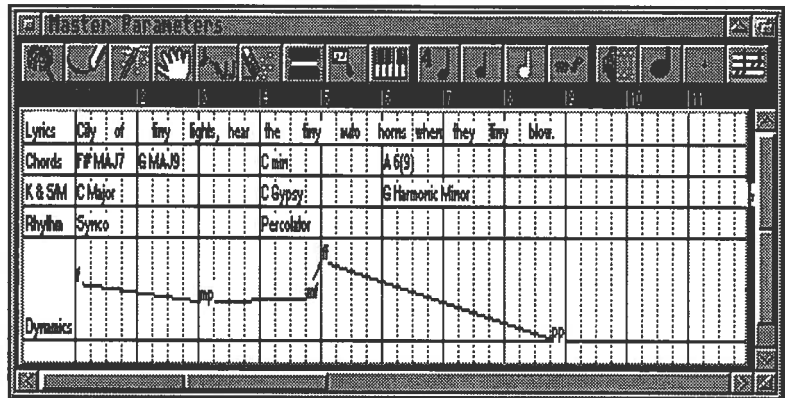 Master Parameters
4
2 3 4 5 6 7 8 9 10 11
Lyrics City of tiny lights, hear the tiny auto horns when they tiny blow.
Chords F# MAJ7 G MAJ9 C min A 6(9)
K & S/M C Major C Gypsy G Harmonic Minor
Rhythm Synco Percolator
Dynamics f mp ff pp